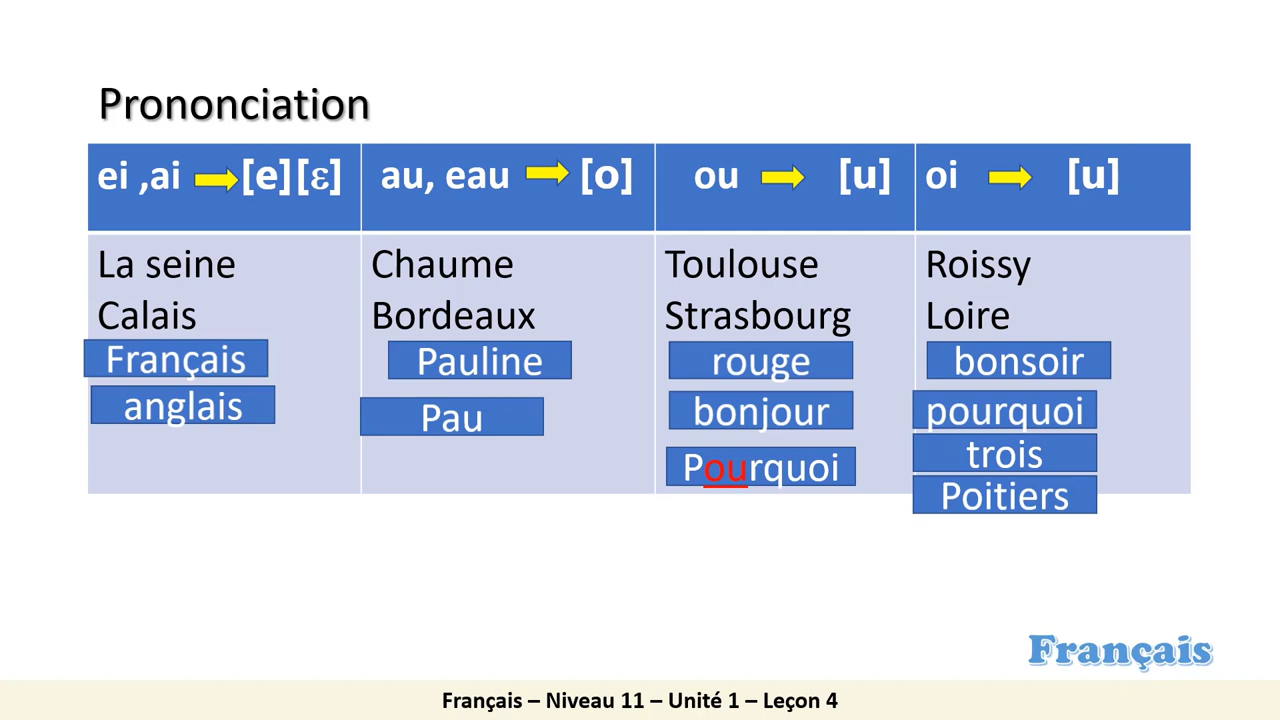 Prononciation
ei ,ai [e][ε]
au, eau [o]
ou [u]
oi [u]
La seine
Calais
Français
anglais
Chaume
Bordeaux
Pauline
Pau
Toulouse
Strasbourg
rouge
bonjour
Pourquoi
Roissy
Loire
bonsoir
pourquoi
trois
Poitiers
Français
Français – Niveau 11 – Unité 1 – Leçon 4